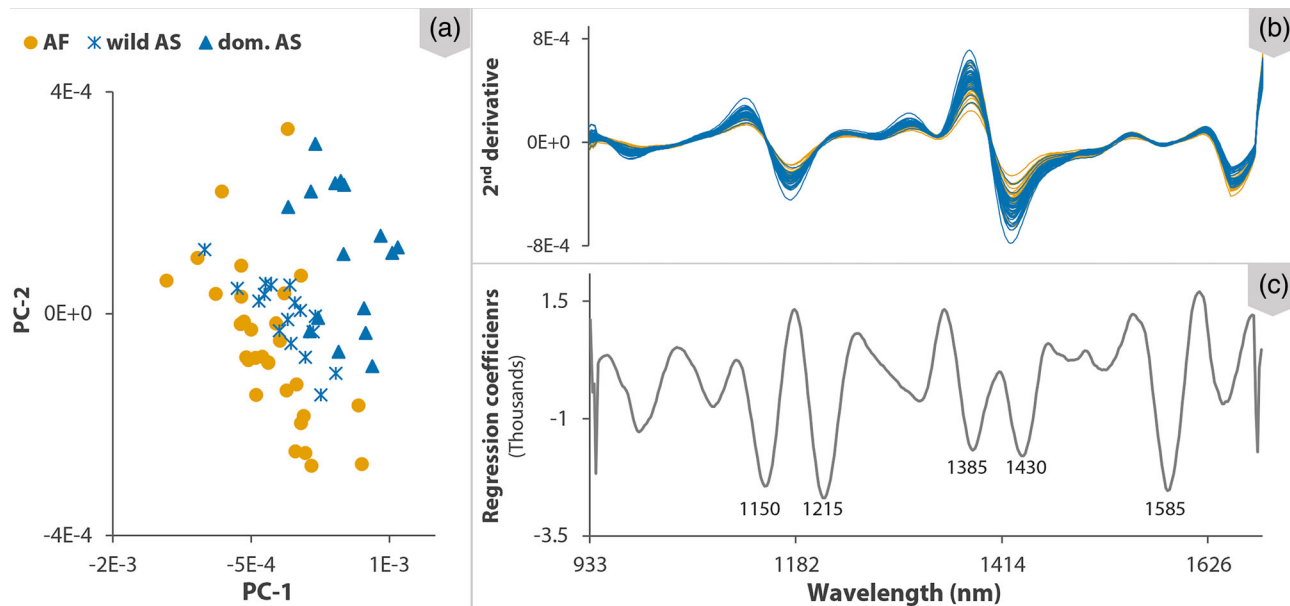 (a)
AF wild AS dom. AS
4E-4
0E+0
-4E-4
PC-2
-2E-3 -5E-4 1E-3
PC-1
(b)
8E-4
0E+0
-8E-4
2nd derivative
(c)
1.5
-1
-3.5
Regression coefficienrs
(Thousands)
1150 1215 1385 1430 1585
933 1182 1414 1626
Wavelength (nm)